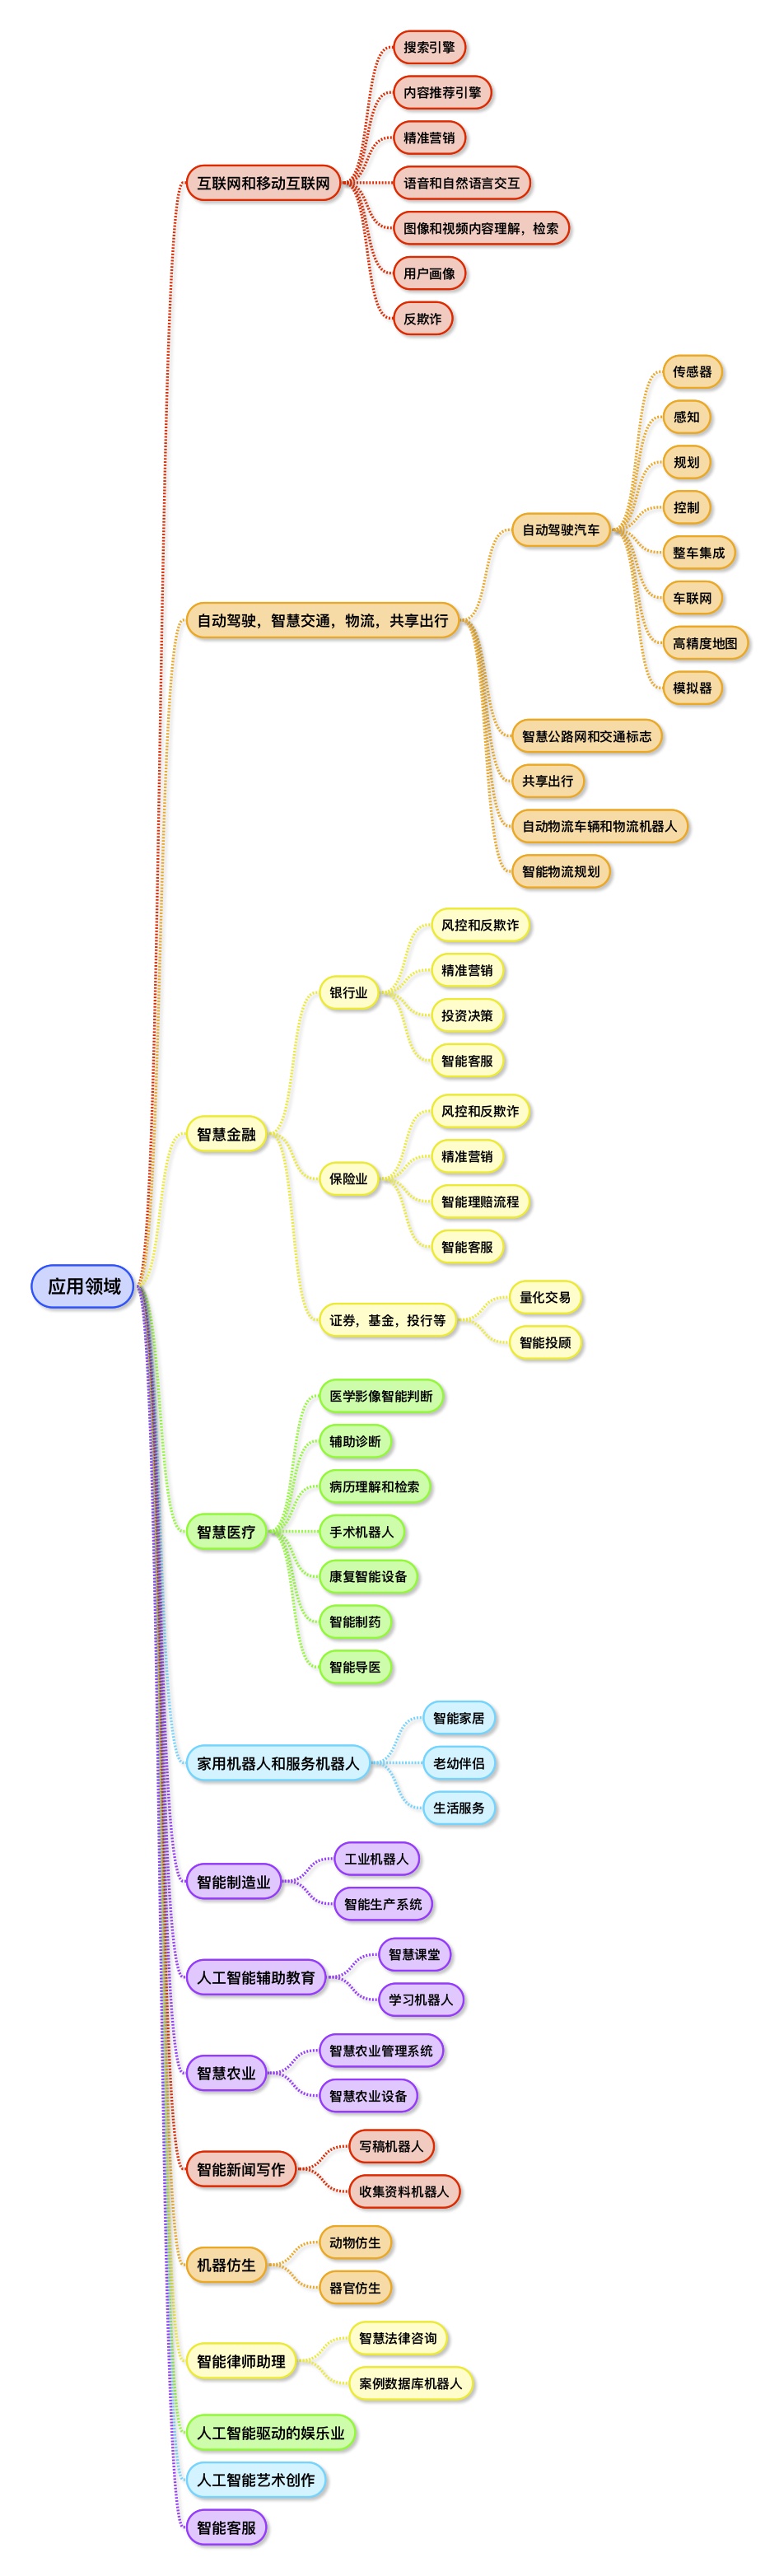 应用领域
互联网和移动互联网
搜索引擎
内容推荐引擎
精准营销
语音和自然语言交互
图像和视频内容理解，检索
用户画像
反欺诈
自动驾驶，智慧交通，物流，共享出行
自动驾驶汽车
传感器
感知
规划
控制
整车集成
车联网
高精度地图
模拟器
智慧公路网和交通标志
共享出行
自动物流车辆和物流机器人
智能物流规划
智慧金融
银行业
风控和反欺诈
精准营销
投资决策
智能客服
保险业
风控和反欺诈
精准营销
智能理赔流程
智能客服
证券，基金，投行等
量化交易
智能投顾
智慧医疗
医学影像智能判断
辅助诊断
病历理解和检索
手术机器人
康复智能设备
智能制药
智能导医
家用机器人和服务机器人
智能家居
老幼伴侣
生活服务
智能制造业
工业机器人
智能生产系统
人工智能辅助教育
智慧课堂
学习机器人
智慧农业
智慧农业管理系统
智慧农业设备
智能新闻写作
写稿机器人
收集资料机器人
机器仿生
动物仿生
器官仿生
智能律师助理
智慧法律咨询
案例数据库机器人
人工智能驱动的娱乐业
人工智能艺术创作
智能客服